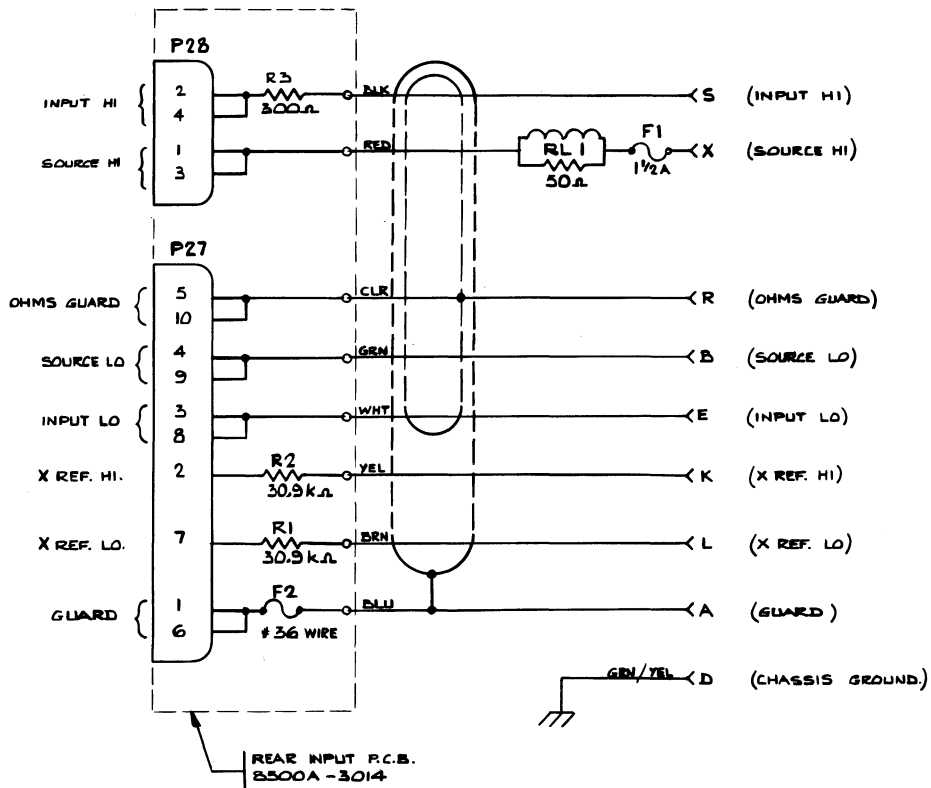 P28
INPUT HI
2
4
R3
300Ω
BLK
S (INPUT HI)
SOURCE HI
1
3
RED
RL 1
50Ω
F1
1 1/2 A
X (SOURCE HI)
P27
OHMS GUARD
5
10
CLR
R (OHMS GUARD)
SOURCE LO
4
9
GRN
B (SOURCE LO)
INPUT LO
3
8
WHT
E (INPUT LO)
X REF. HI.
2
R2
30.9KΩ
YEL
K (X REF. HI)
X REF. LO.
7
R1
30.9KΩ
BRN
L (X REF. LO)
GUARD
1
6
F2
#36 WIRE
BLU
A (GUARD)
GRN/YEL
D (CHASSIS GROUND.)
REAR INPUT P.C.B.
8500A-3014